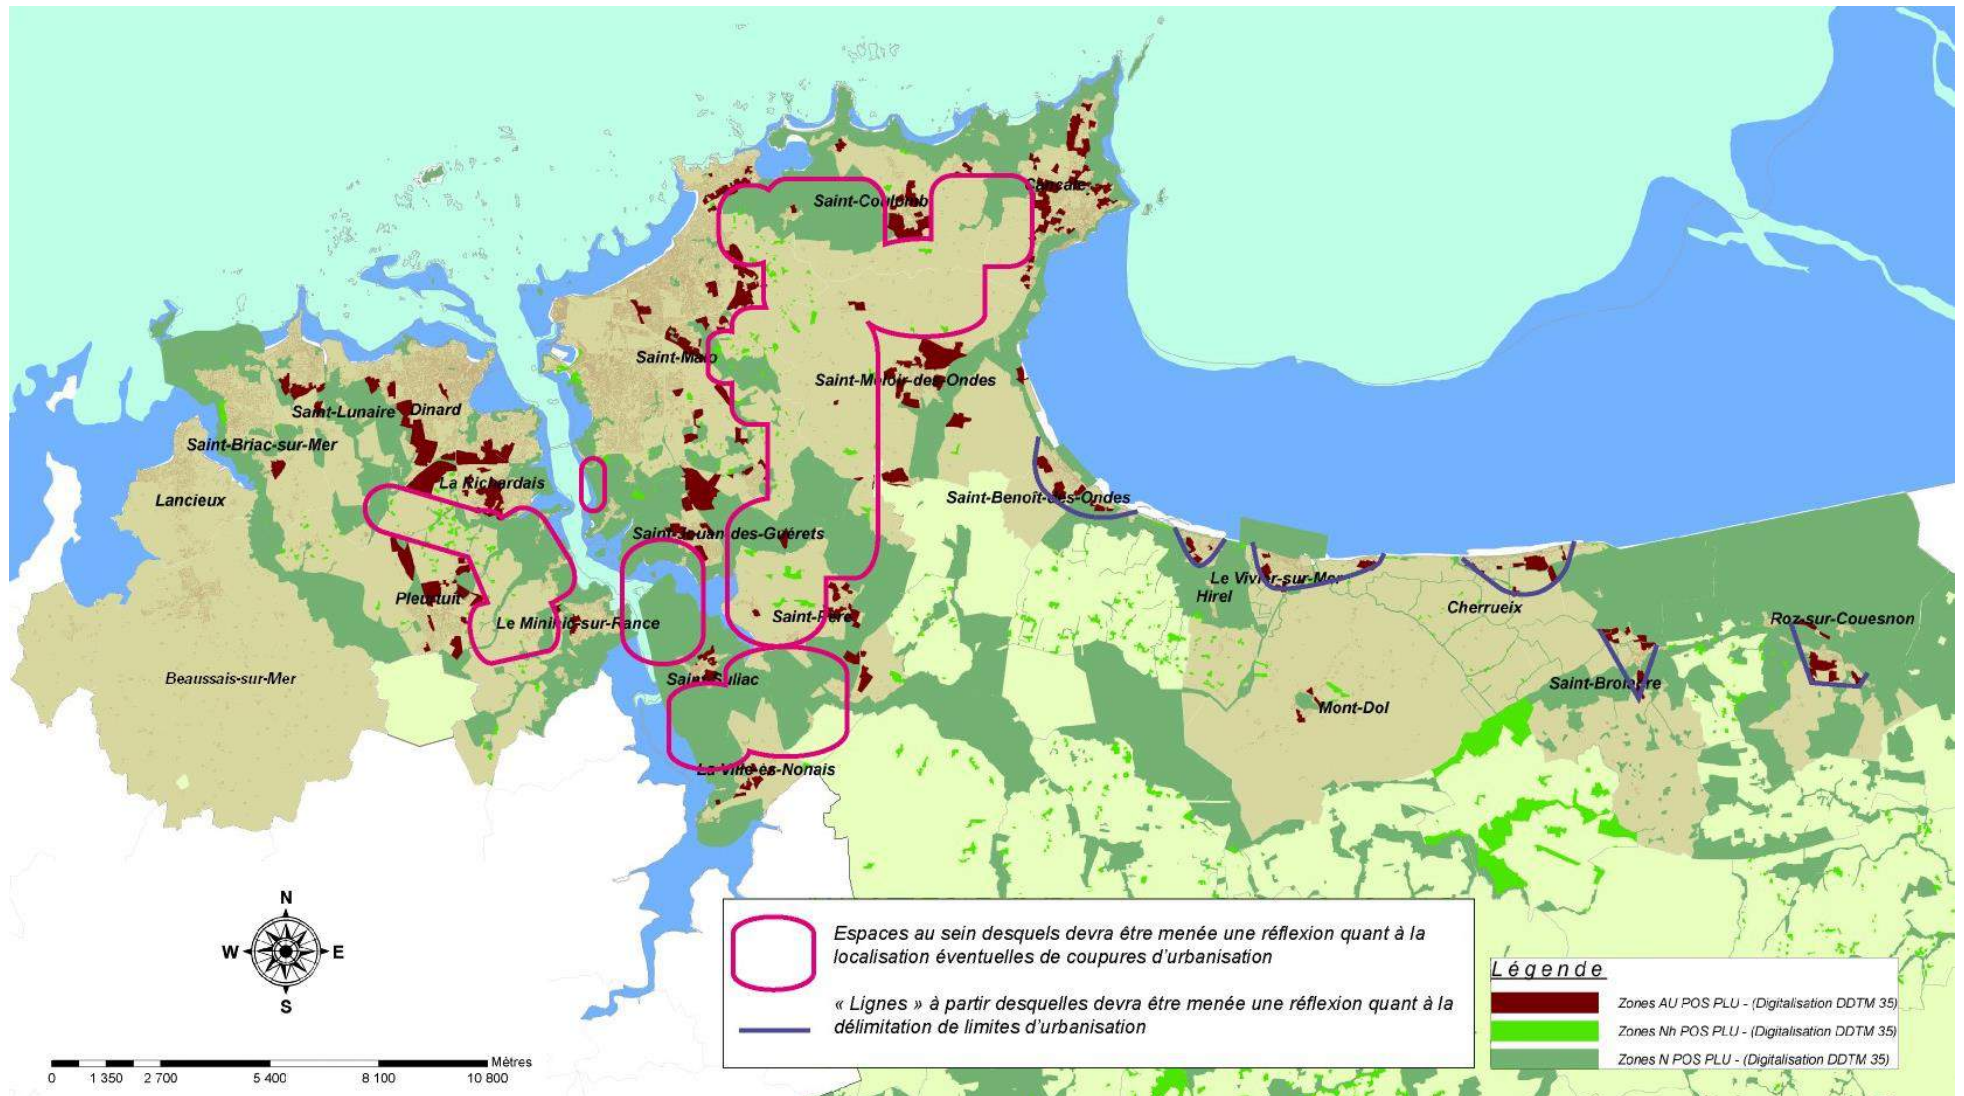 Cancale
Saint-Coulomb
Saint-Malo
Saint-Méloir-des-Ondes
Saint-Lunaire
Dinard
Saint-Briac-sur-Mer
La Richardais
Lancieux
Saint-Benoît-des-Ondes
Saint-Jouan-des-Guérets
Le Vivier-sur-Mer
Hirel
Cherrueix
Pleurtuit
Le Minihic-sur-Rance
Saint-Père
Roz-sur-Couesnon
Beaussais-sur-Mer
Saint-Suliac
Saint-Broladre
Mont-Dol
La Ville-ès-Nonais
N
W
E
S
Espaces au sein desquels devra être menée une réflexion quant à la
localisation éventuelles de coupures d'urbanisation
« Lignes » à partir desquelles devra être menée une réflexion quant à la
délimitation de limites d'urbanisation
Légende
Zones AU POS PLU - (Digitalisation DDTM 35)
Zones Nh POS PLU - (Digitalisation DDTM 35)
Zones N POS PLU - (Digitalisation DDTM 35)
Mètres
0 1 350 2 700 5 400 8 100 10 800